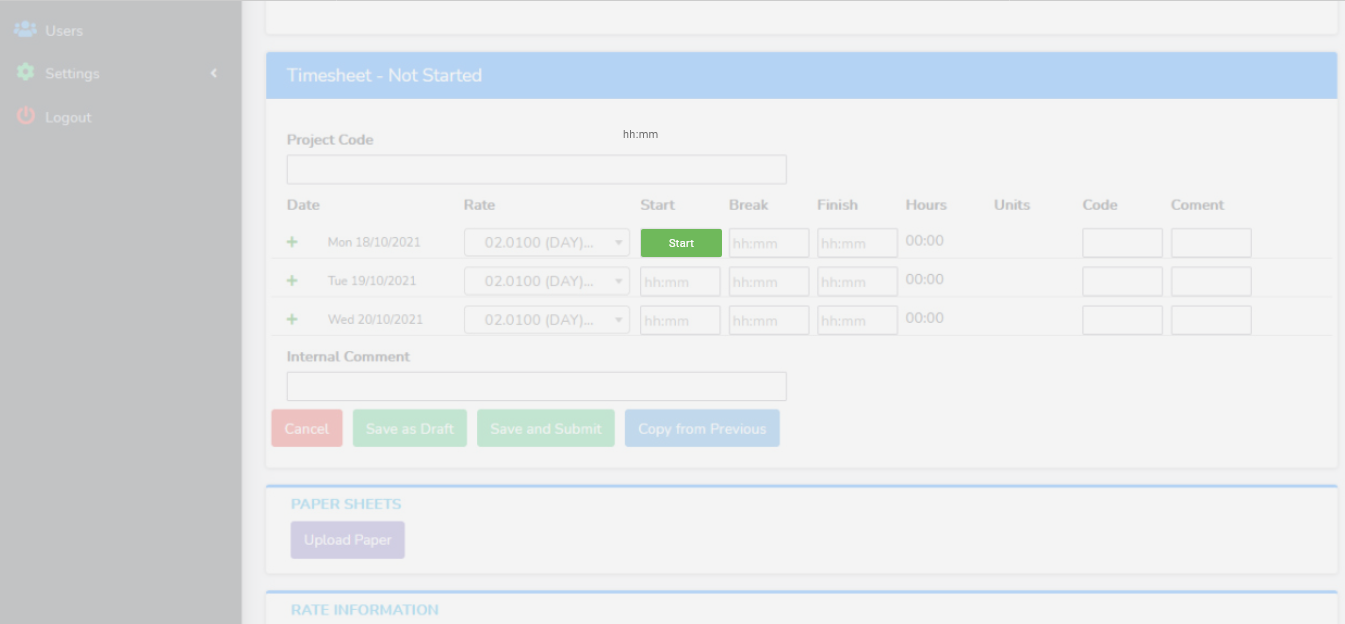 Users
Settings
Logout
Timesheet - Not Started
hh:mm
Project Code
Date Rate Start Break Finish Hours Units Code Coment
Mon 18/10/2021 02.0100 (DAY)... Start hh:mm hh:mm 00:00
Tue 19/10/2021 02.0100 (DAY)... hh:mm hh:mm hh:mm 00:00
Wed 20/10/2021 02.0100 (DAY)... hh:mm hh:mm hh:mm 00:00
Internal Comment
Cancel Save as Draft Save and Submit Copy from Previous
PAPER SHEETS
Upload Paper
RATE INFORMATION